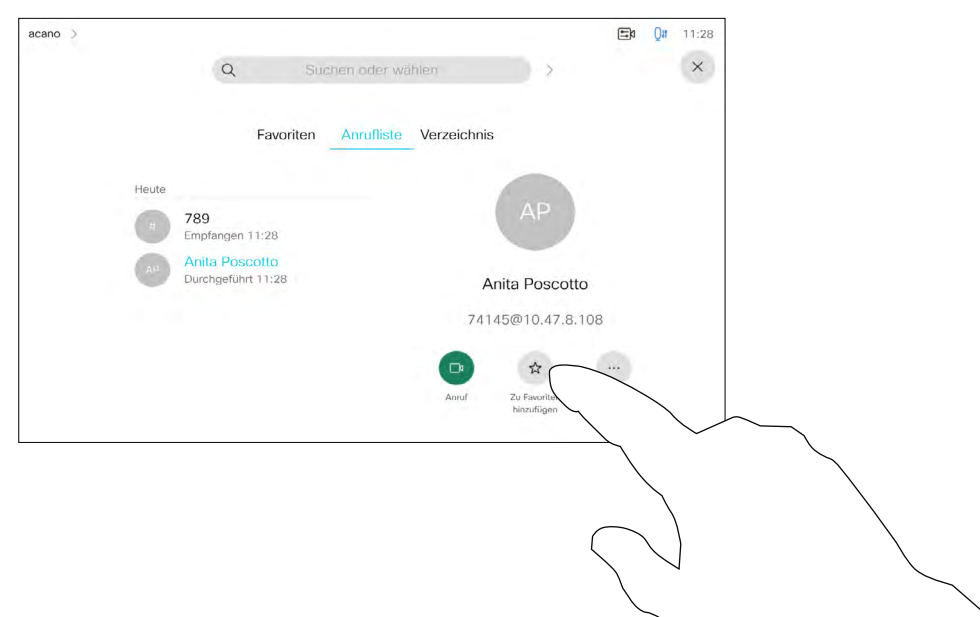 acano
11:28
Suchen oder wählen
Favoriten Anrufliste Verzeichnis
Heute
#
789
Empfangen 11:28
AP
Anita Poscotto
Durchgeführt 11:28
AP
Anita Poscotto
74145@10.47.8.108
Anruf
Zu Favoriten
hinzufügen